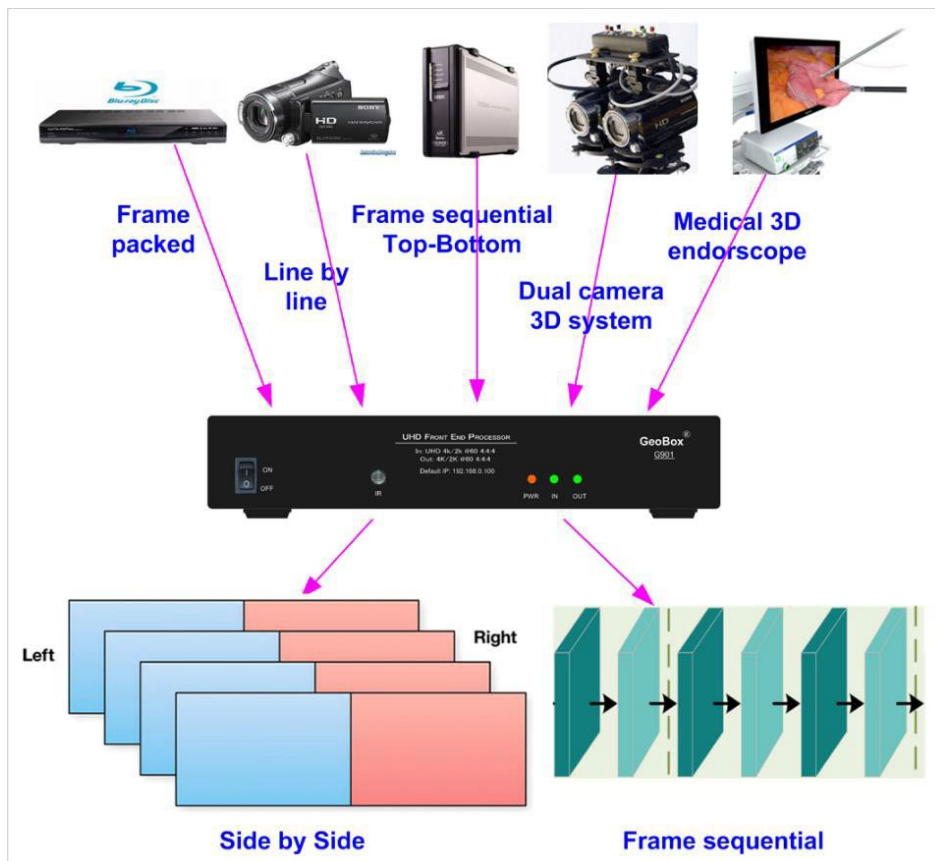 Blu-ray Disc
HD
SONY
HANDYCAM
HD
Frame
packed
Line by
line
Frame sequential
Top-Bottom
Dual camera
3D system
Medical 3D
endorscope
UHD FRONT END PROCESSOR
In: UHD 4k/2k @60 4:4:4
Out: 4K/2K @60 4:4:4
Default IP: 192.168.0.100
GeoBox®
G901
ON
OFF
IR
PWR
IN
OUT
Left
Right
Side by Side
Frame sequential